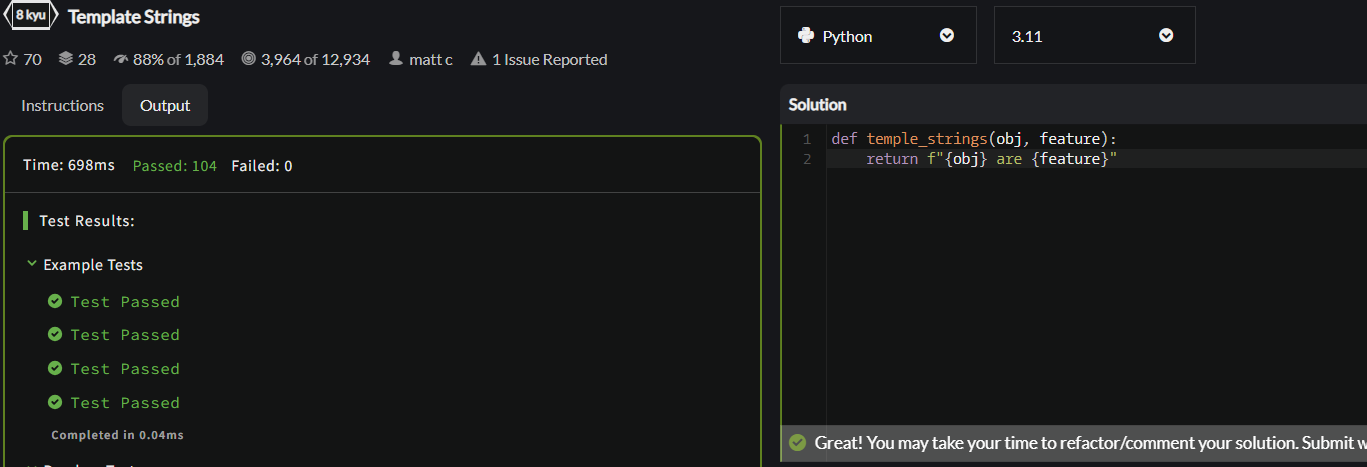 8 kyu Template Strings
70 28 88% of 1,884 3,964 of 12,934 matt c 1 Issue Reported
Instructions Output
Time: 698ms Passed: 104 Failed: 0
Test Results:
Example Tests
Test Passed
Test Passed
Test Passed
Test Passed
Completed in 0.04ms
Python 3.11
Solution
1 def temple_strings(obj, feature):
2 return f"{obj} are {feature}"
Great! You may take your time to refactor/comment your solution. Submit